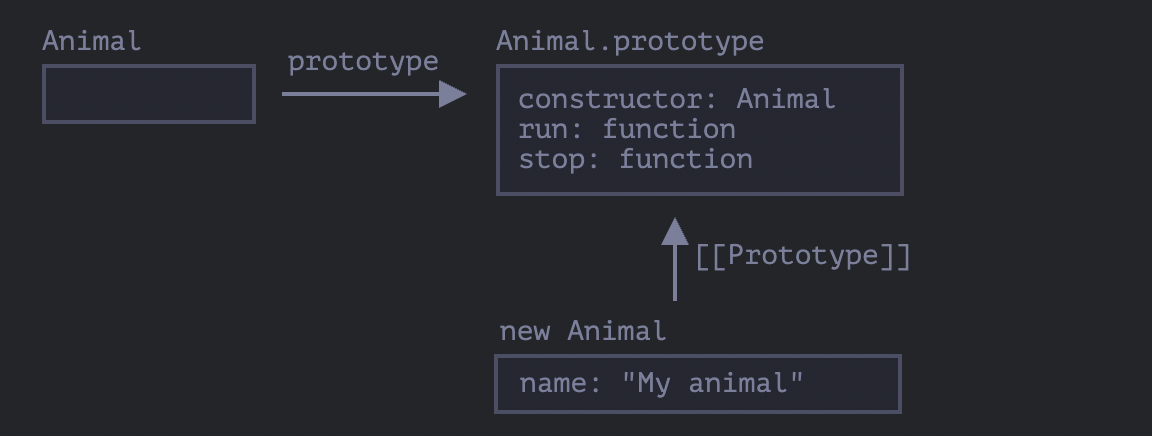 Animal
prototype
Animal.prototype
constructor: Animal
run: function
stop: function
[[Prototype]]
new Animal
name: "My animal"